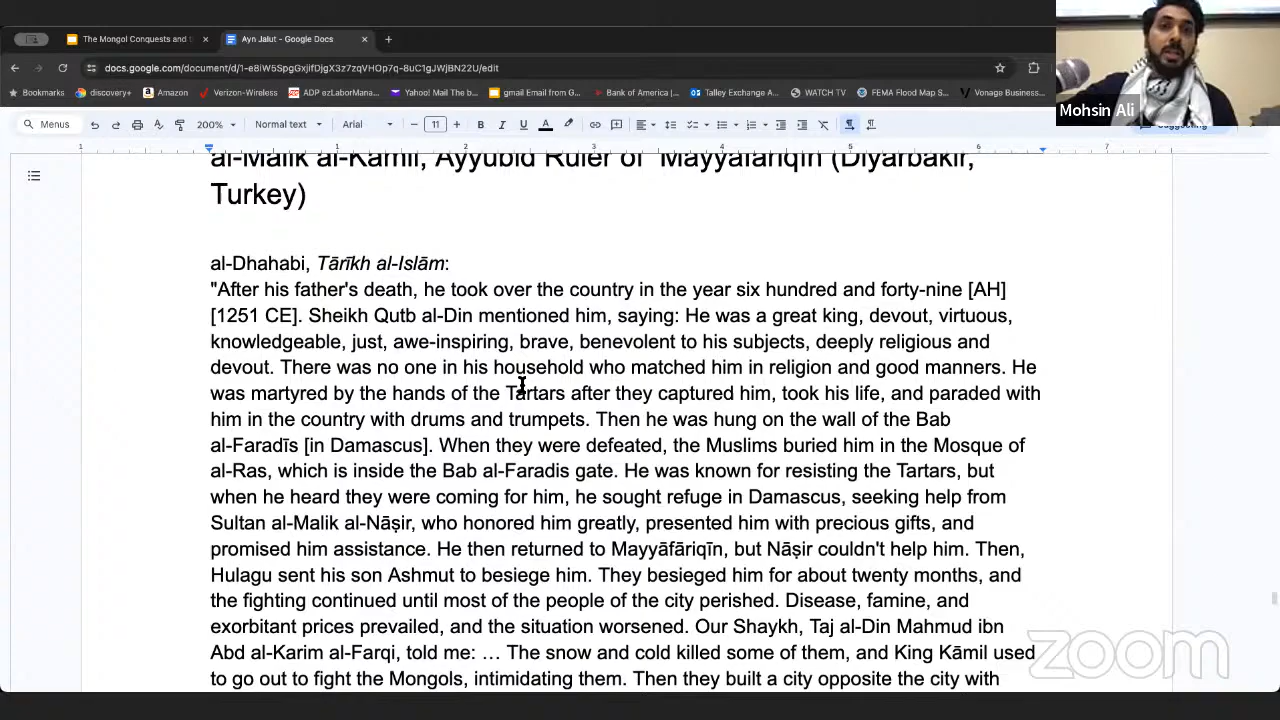 The Mongol Conquests and t
Ayn Jalut - Google Docs
docs.google.com/document/d/1-e8iW5SpgGxjifDjgX3z7zqVHOp7q-8uC1gJWjBN22U/edit
Bookmarks discovery+ Amazon Verizon-Wireless ADP ezLaborMana... Yahoo! Mail The b... gmail Email from G... Bank of America |... Talley Exchange A... WATCH TV FEMA Flood Map S... Vonage Business...
Mohsin Ali
Menus 200% Normal text Arial 11
1 1 2 3 4 5 6 7
al-Malik al-Kāmil, Ayyubid Ruler of Mayyāfāriqīn (Diyarbakir,
Turkey)
al-Dhahabi, Tārīkh al-Islām:
"After his father's death, he took over the country in the year six hundred and forty-nine [AH]
[1251 CE]. Sheikh Qutb al-Din mentioned him, saying: He was a great king, devout, virtuous,
knowledgeable, just, awe-inspiring, brave, benevolent to his subjects, deeply religious and
devout. There was no one in his household who matched him in religion and good manners. He
was martyred by the hands of the Tartars after they captured him, took his life, and paraded with
him in the country with drums and trumpets. Then he was hung on the wall of the Bab
al-Faradīs [in Damascus]. When they were defeated, the Muslims buried him in the Mosque of
al-Ras, which is inside the Bab al-Faradis gate. He was known for resisting the Tartars, but
when he heard they were coming for him, he sought refuge in Damascus, seeking help from
Sultan al-Malik al-Nāṣir, who honored him greatly, presented him with precious gifts, and
promised him assistance. He then returned to Mayyāfāriqīn, but Nāṣir couldn't help him. Then,
Hulagu sent his son Ashmut to besiege him. They besieged him for about twenty months, and
the fighting continued until most of the people of the city perished. Disease, famine, and
exorbitant prices prevailed, and the situation worsened. Our Shaykh, Taj al-Din Mahmud ibn
Abd al-Karim al-Farqi, told me: … The snow and cold killed some of them, and King Kāmil used
to go out to fight the Mongols, intimidating them. Then they built a city opposite the city with
zoom